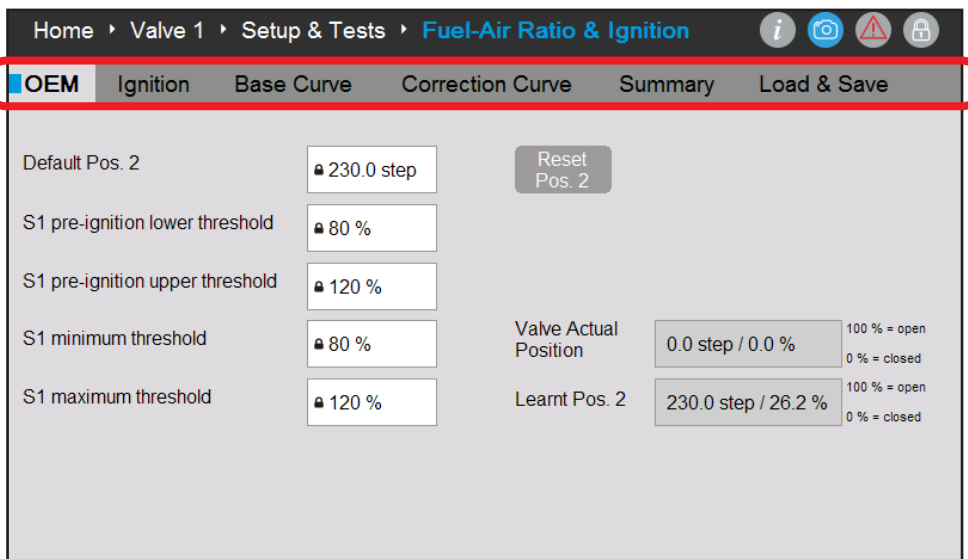 Home ‣ Valve 1 ‣ Setup & Tests ‣ Fuel-Air Ratio & Ignition
OEM Ignition Base Curve Correction Curve Summary Load & Save
Default Pos. 2
230.0 step
Reset
Pos. 2
S1 pre-ignition lower threshold
80 %
S1 pre-ignition upper threshold
120 %
S1 minimum threshold
80 %
Valve Actual
Position
0.0 step / 0.0 %
100 % = open
0 % = closed
S1 maximum threshold
120 %
Learnt Pos. 2
230.0 step / 26.2 %
100 % = open
0 % = closed